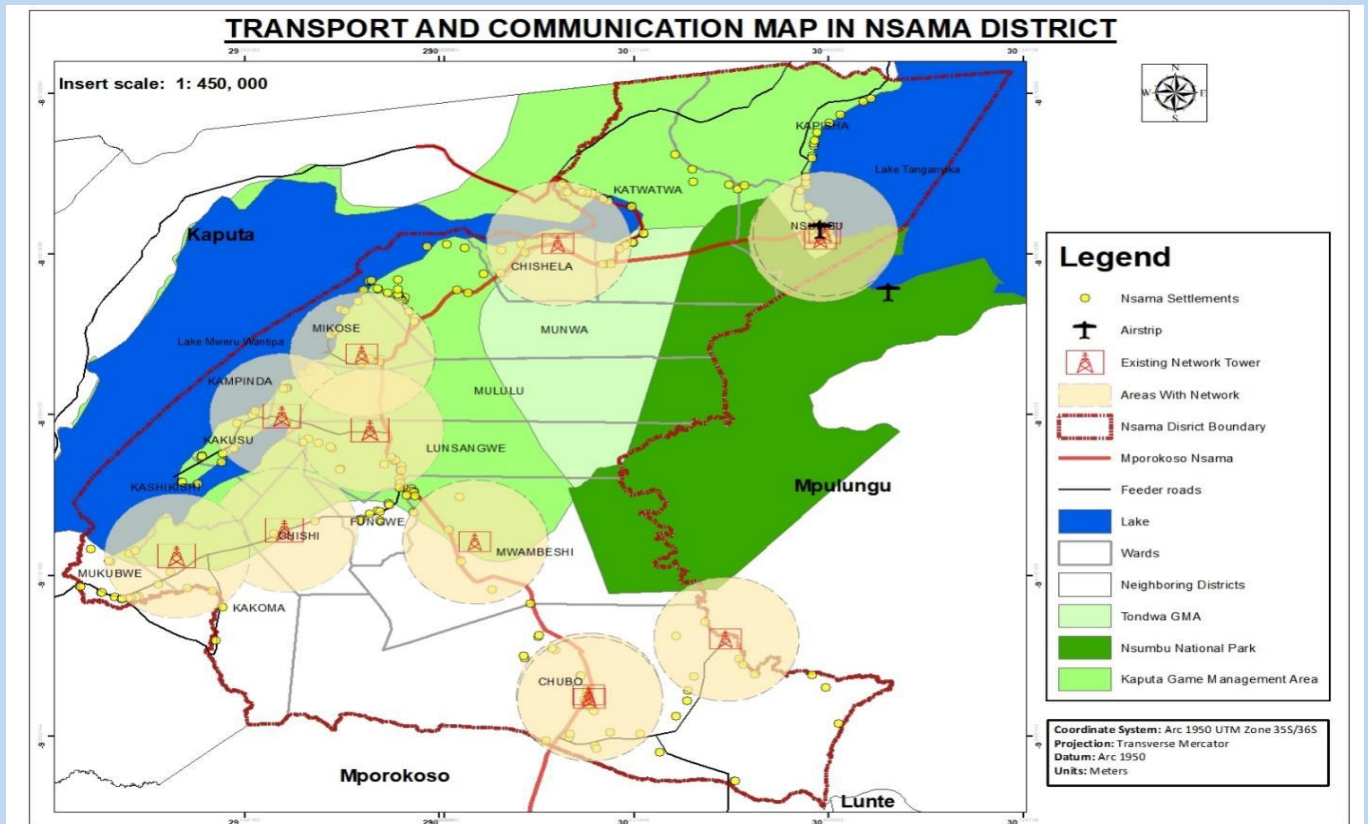 TRANSPORT AND COMMUNICATION MAP IN NSAMA DISTRICT
Insert scale: 1: 450, 000
N
W
E
S
KAPISHA
Lake Tanganyika
KATWATWA
Kaputa
CHISHELA
MIKOSE
MUNWA
Lake Mweru Wantipa
KAMPINDA
MULULU
KAKUSU
LUNSANGWE
KASHIKISHI
Mpulungu
FUNGWE
CHISHI
MWAMBESHI
MUKUBWE
KAKOMA
CHUBO
Mporokoso
Lunte
Legend
Nsama Settlements
Airstrip
Existing Network Tower
Areas With Network
Nsama Disrict Boundary
Mporokoso Nsama
Feeder roads
Lake
Wards
Neighboring Districts
Tondwa GMA
Nsumbu National Park
Kaputa Game Management Area
Coordinate System: Arc 1950 UTM Zone 35S/36S
Projection: Transverse Mercator
Datum: Arc 1950
Units: Meters